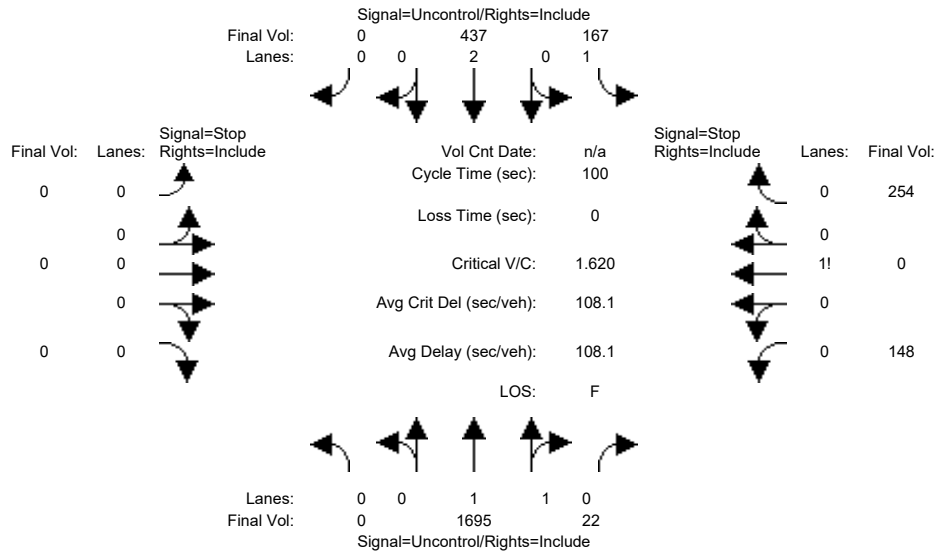 Signal=Uncontrol/Rights=Include
Final Vol: 0 437 167
Lanes: 0 0 2 0 1
Signal=Stop
Final Vol: Lanes: Rights=Include
Vol Cnt Date: n/a
Signal=Stop
Rights=Include Lanes: Final Vol:
Cycle Time (sec): 100
0 0
0 254
Loss Time (sec): 0
0
0
0 0
Critical V/C: 1.620
1! 0
0
Avg Crit Del (sec/veh): 108.1
0
0 0
Avg Delay (sec/veh): 108.1
0 148
LOS: F
Lanes: 0 0 1 1 0
Final Vol: 0 1695 22
Signal=Uncontrol/Rights=Include